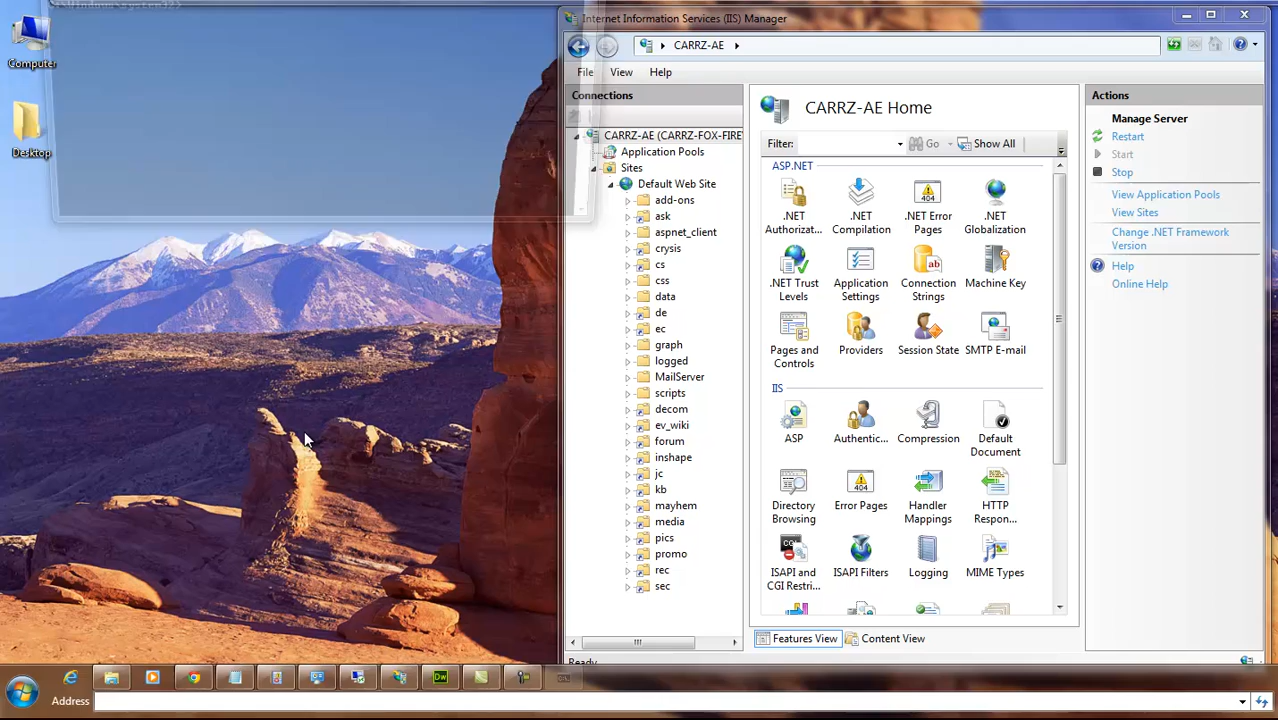 :\Windows\system32>
Computer
Desktop
Internet Information Services (IIS) Manager
CARRZ-AE
File View Help
Connections
CARRZ-AE (CARRZ-FOX-FIRE\
Application Pools
Sites
Default Web Site
add-ons
ask
aspnet_client
crysis
cs
css
data
de
ec
graph
logged
MailServer
scripts
decom
ev_wiki
forum
inshape
jc
kb
mayhem
media
pics
promo
rec
sec
CARRZ-AE Home
Filter: Go Show All
ASP.NET
.NET Authorizat...
.NET Compilation
.NET Error Pages
.NET Globalization
.NET Trust Levels
Application Settings
Connection Strings
Machine Key
Pages and Controls
Providers
Session State
SMTP E-mail
IIS
ASP
Authentic...
Compression
Default Document
Directory Browsing
Error Pages
Handler Mappings
HTTP Respon...
ISAPI and CGI Restri...
ISAPI Filters
Logging
MIME Types
Features View
Content View
Actions
Manage Server
Restart
Start
Stop
View Application Pools
View Sites
Change .NET Framework
Version
Help
Online Help
Ready
Address